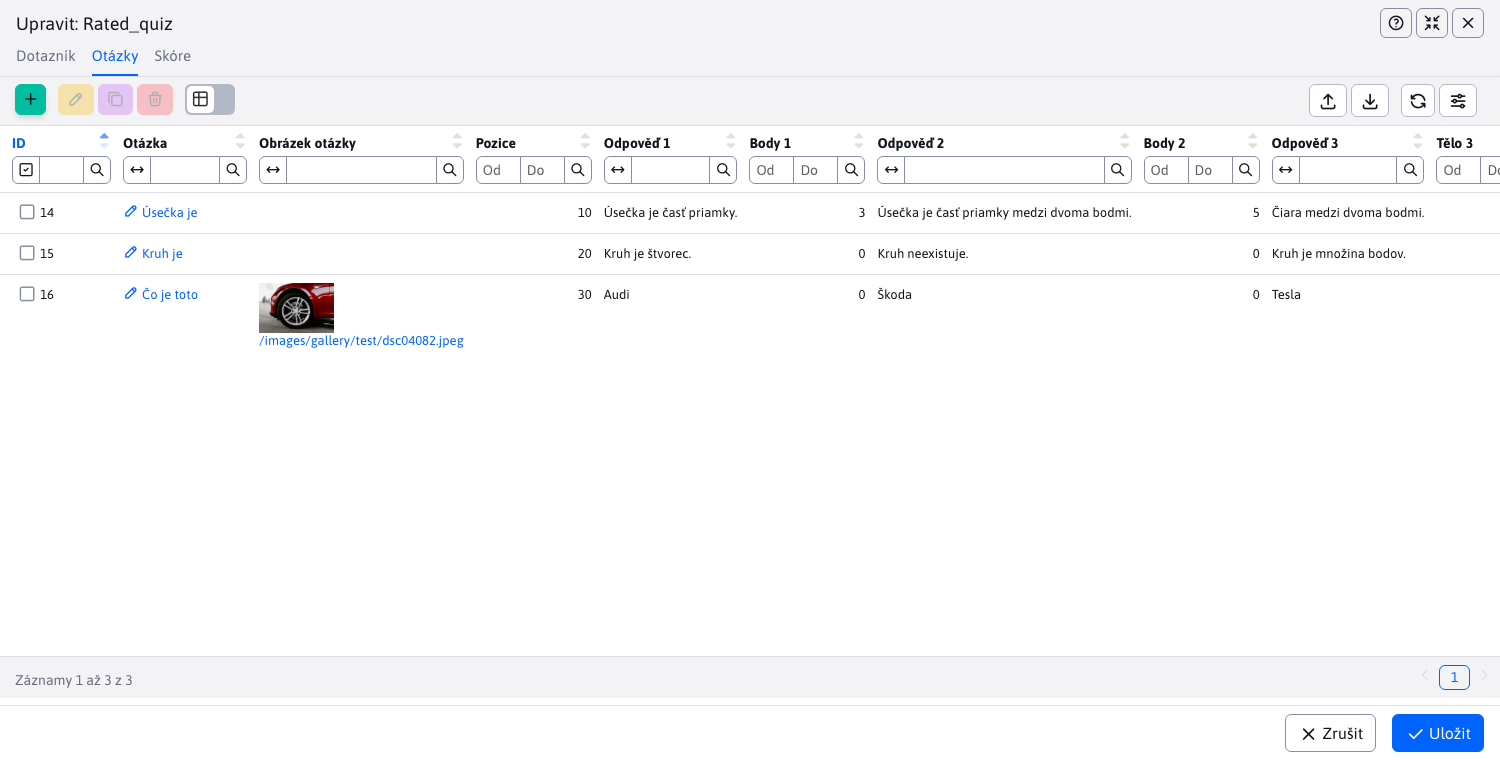 Upravit: Rated_quiz
Dotazník Otázky Skóre
ID Otázka Obrázek otázky Pozice Odpověď 1 Body 1 Odpověď 2 Body 2 Odpověď 3 Tělo 3
Od Do Od Do Od Do Od Do
14 Úsečka je 10 Úsečka je časť priamky. 3 Úsečka je časť priamky medzi dvoma bodmi. 5 Čiara medzi dvoma bodmi.
15 Kruh je 20 Kruh je štvorec. 0 Kruh neexistuje. 0 Kruh je množina bodov.
16 Čo je toto 30 Audi 0 Škoda 0 Tesla
/images/gallery/test/dsc04082.jpeg
Záznamy 1 až 3 z 3 1
Zrušit Uložit